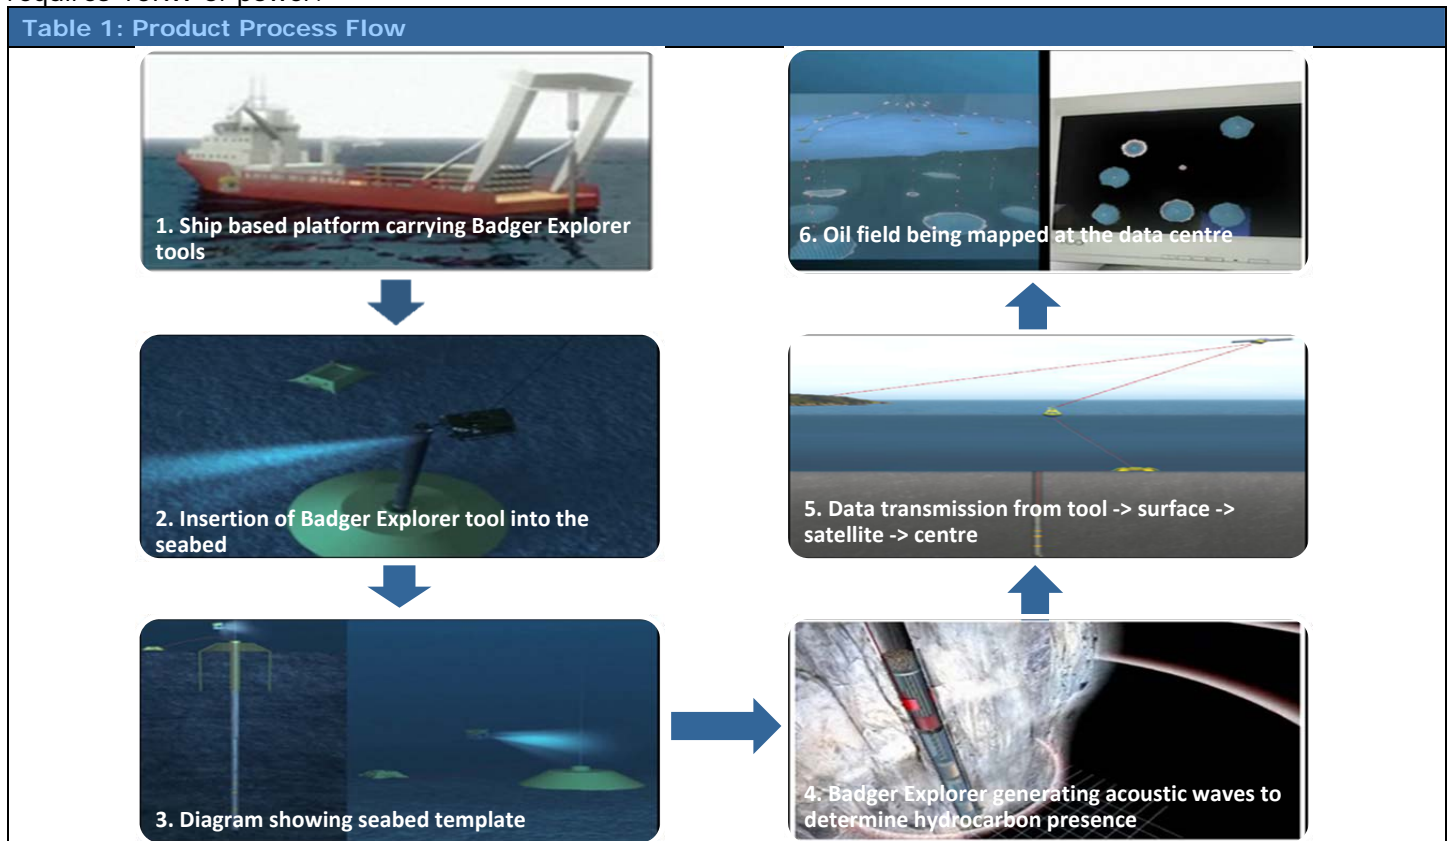 Table 1: Product Process Flow
1. Ship based platform carrying Badger Explorer
tools
2. Insertion of Badger Explorer tool into the
seabed
3. Diagram showing seabed template
4. Badger Explorer generating acoustic waves to
determine hydrocarbon presence
5. Data transmission from tool -> surface ->
satellite -> centre
6. Oil field being mapped at the data centre